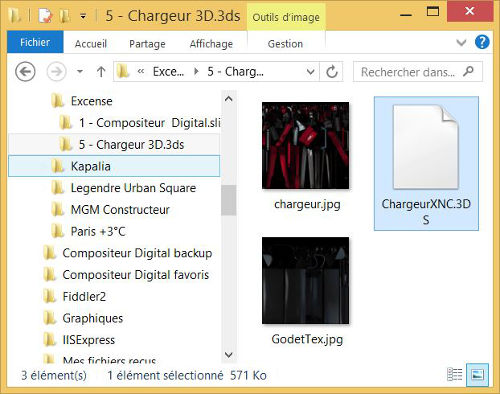 5 - Chargeur 3D.3ds
Outils d'image
Fichier Accueil Partage Affichage Gestion
« Exce... 5 - Charg...
Rechercher dans...
Excense
1 - Compositeur Digital.sli
5 - Chargeur 3D.3ds
Kapalia
Legendre Urban Square
MGM Constructeur
Paris +3°C
Compositeur Digital backup
Compositeur Digital favoris
Fiddler2
Graphiques
IISExpress
Mes fichiers reçus
chargeur.jpg
ChargeurXNC.3D
S
GodetTex.jpg
3 élément(s) 1 élément sélectionné 571 Ko